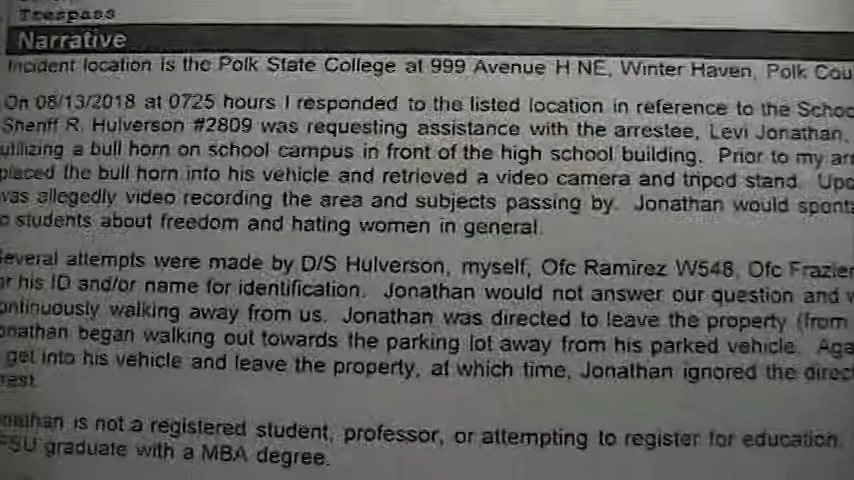 Trespass
Narrative
Incident location is the Polk State College at 999 Avenue H NE, Winter Haven, Polk Cou
On 08/13/2018 at 0725 hours I responded to the listed location in reference to the Schoo
Sheriff R. Hulverson #2809 was requesting assistance with the arrestee, Levi Jonathan,
utilizing a bull horn on school campus in front of the high school building. Prior to my arr
placed the bull horn into his vehicle and retrieved a video camera and tripod stand. Upo
was allegedly video recording the area and subjects passing by. Jonathan would sponta
o students about freedom and hating women in general.
Several attempts were made by D/S Hulverson, myself, Ofc Ramirez W548, Ofc Frazier
or his ID and/or name for identification. Jonathan would not answer our question and w
ontinuously walking away from us. Jonathan was directed to leave the property (from
onathan began walking out towards the parking lot away from his parked vehicle. Aga
get into his vehicle and leave the property, at which time, Jonathan ignored the direct
rest.
onathan is not a registered student, professor, or attempting to register for education.
FSU graduate with a MBA degree.